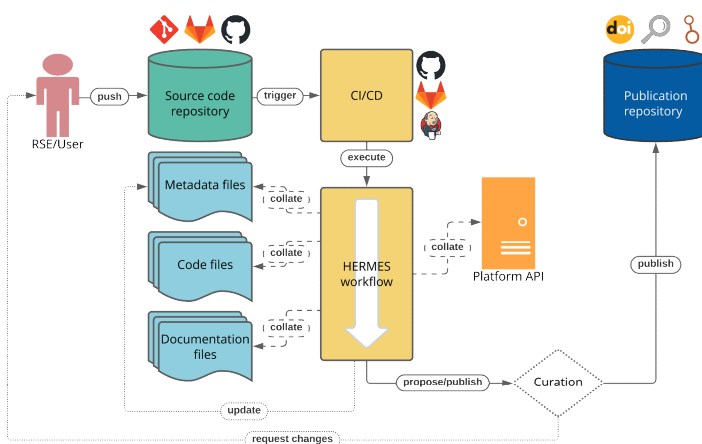 doi
Source code
repository
CI/CD
Publication
repository
push
trigger
RSE/User
execute
Metadata files
collate
Code files
collate
HERMES
workflow
collate
Platform API
publish
Documentation
files
collate
propose/publish
Curation
update
request changes